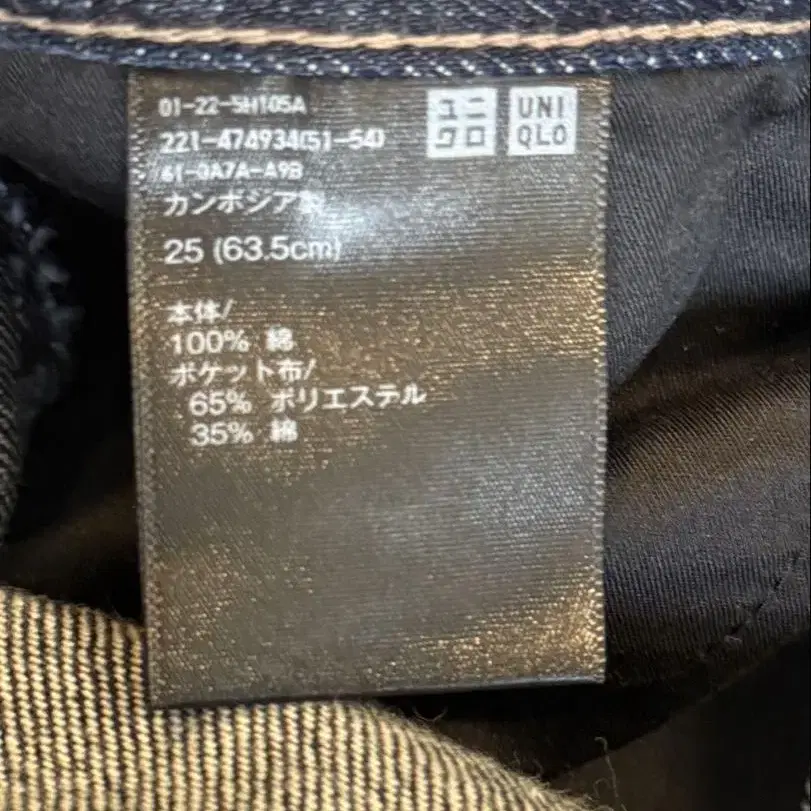 ユニクロ
UNIQLO
01-22-5H105A
221-474934(51-54)
61-0A7A-A9B
カンボジア製
25 (63.5cm)
本体/
100% 綿
ポケット布/
65% ポリエステル
35% 綿